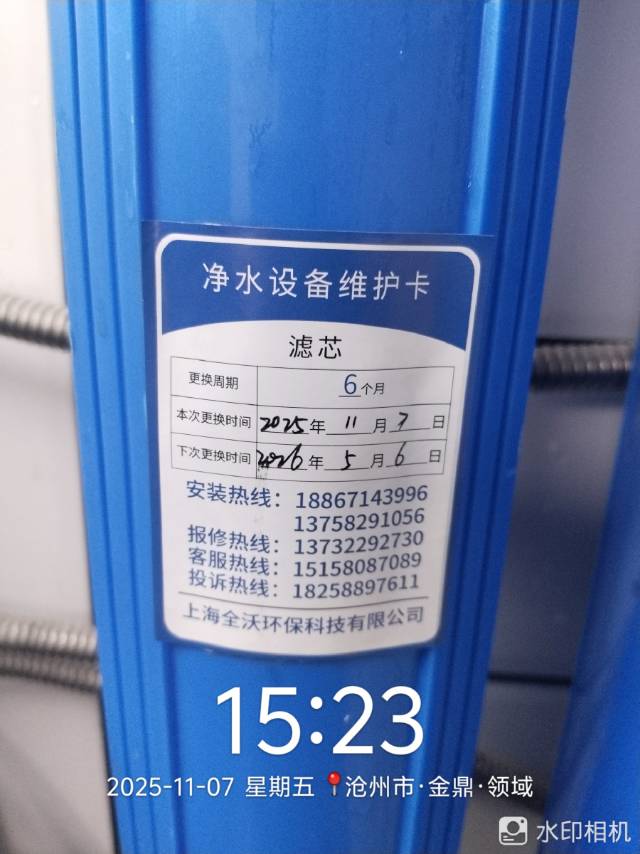 净水设备维护卡
滤芯
更换周期 6个月
本次更换时间 2025年 11月 7日
下次更换时间 2026年 5月 6日
安装热线：18867143996
13758291056
报修热线：13732292730
客服热线：15158087089
投诉热线：18258897611
上海全沃环保科技有限公司
15:23
2025-11-07 星期五 📍沧州市·金鼎·领域
水印相机